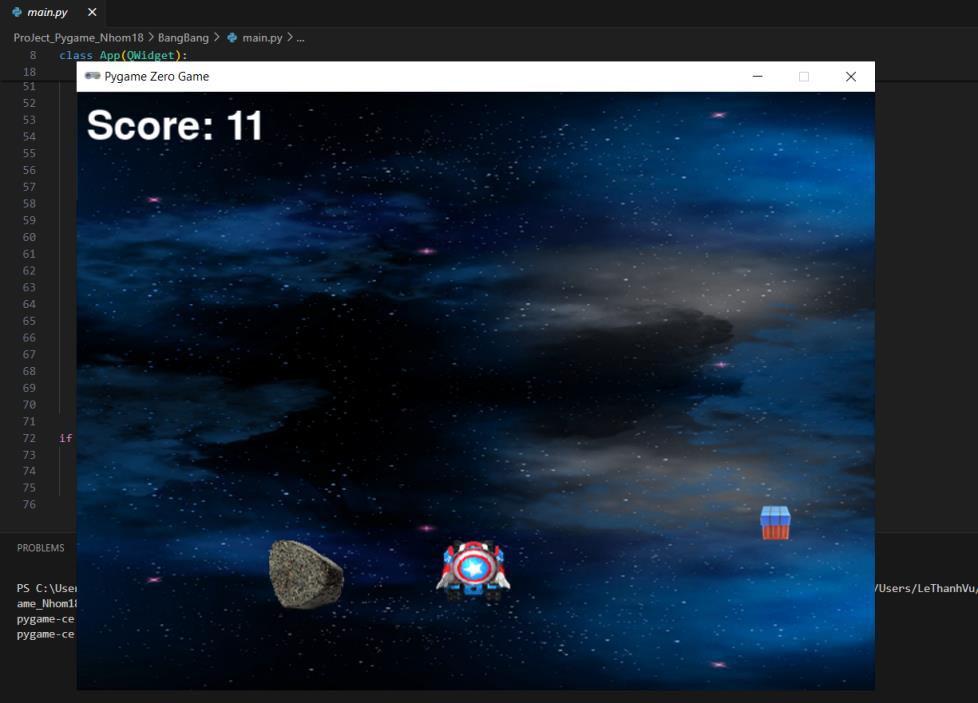 main.py
ProJect_Pygame_Nhom18 > BangBang > main.py > ...
8 class App(QWidget):
18
Pygame Zero Game
51
52
Score: 11
53
54
55
56
57
58
59
60
61
62
63
64
65
66
67
68
69
70
71
72 if
73
74
75
76
PROBLEMS
PS C:\User /Users/LeThanhVu/
ame_Nhom18
pygame-ce
pygame-ce